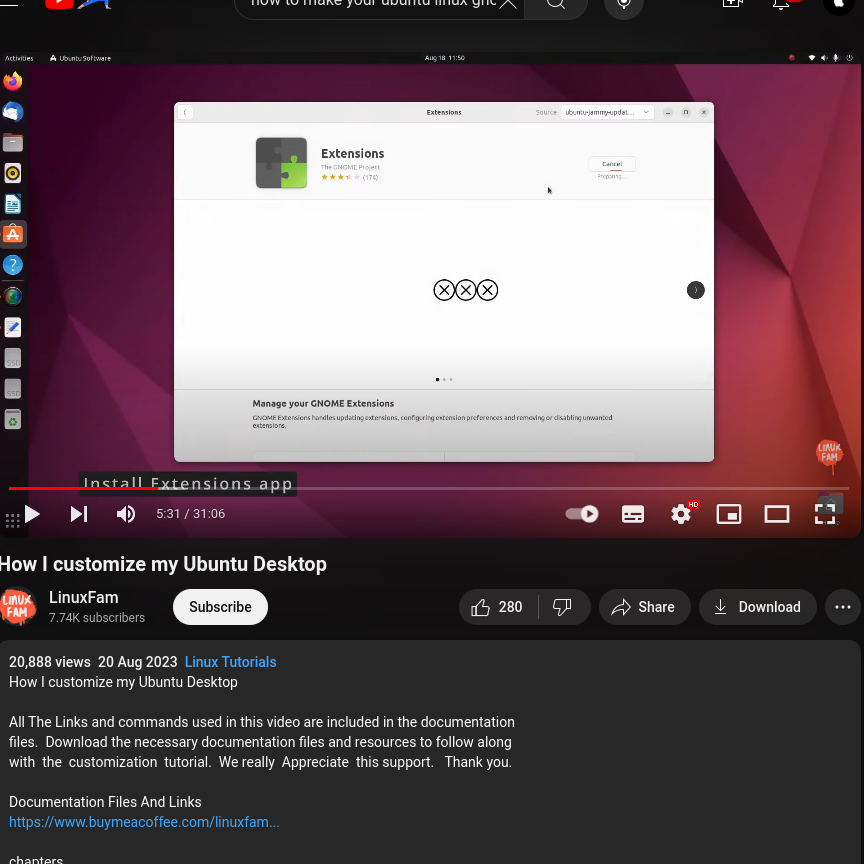 how to make your ubuntu linux gno
Activities
Ubuntu Software
Aug 18 11:50
Extensions
Source
ubuntu-jammy-updat...
Extensions
The GNOME Project
(174)
Cancel
Preparing...
Manage your GNOME Extensions
GNOME Extensions handles updating extensions, configuring extension preferences and removing or disabling unwanted
extensions.
SSD
SSD
LINUX
FAM
Install Extensions app
5:31 / 31:06
HD
How I customize my Ubuntu Desktop
LINUX
FAM
LinuxFam
7.74K subscribers
Subscribe
280
Share
Download
20,888 views 20 Aug 2023 Linux Tutorials
How I customize my Ubuntu Desktop
All The Links and commands used in this video are included in the documentation
files. Download the necessary documentation files and resources to follow along
with the customization tutorial. We really Appreciate this support. Thank you.
Documentation Files And Links
https://www.buymeacoffee.com/linuxfam...
chapters